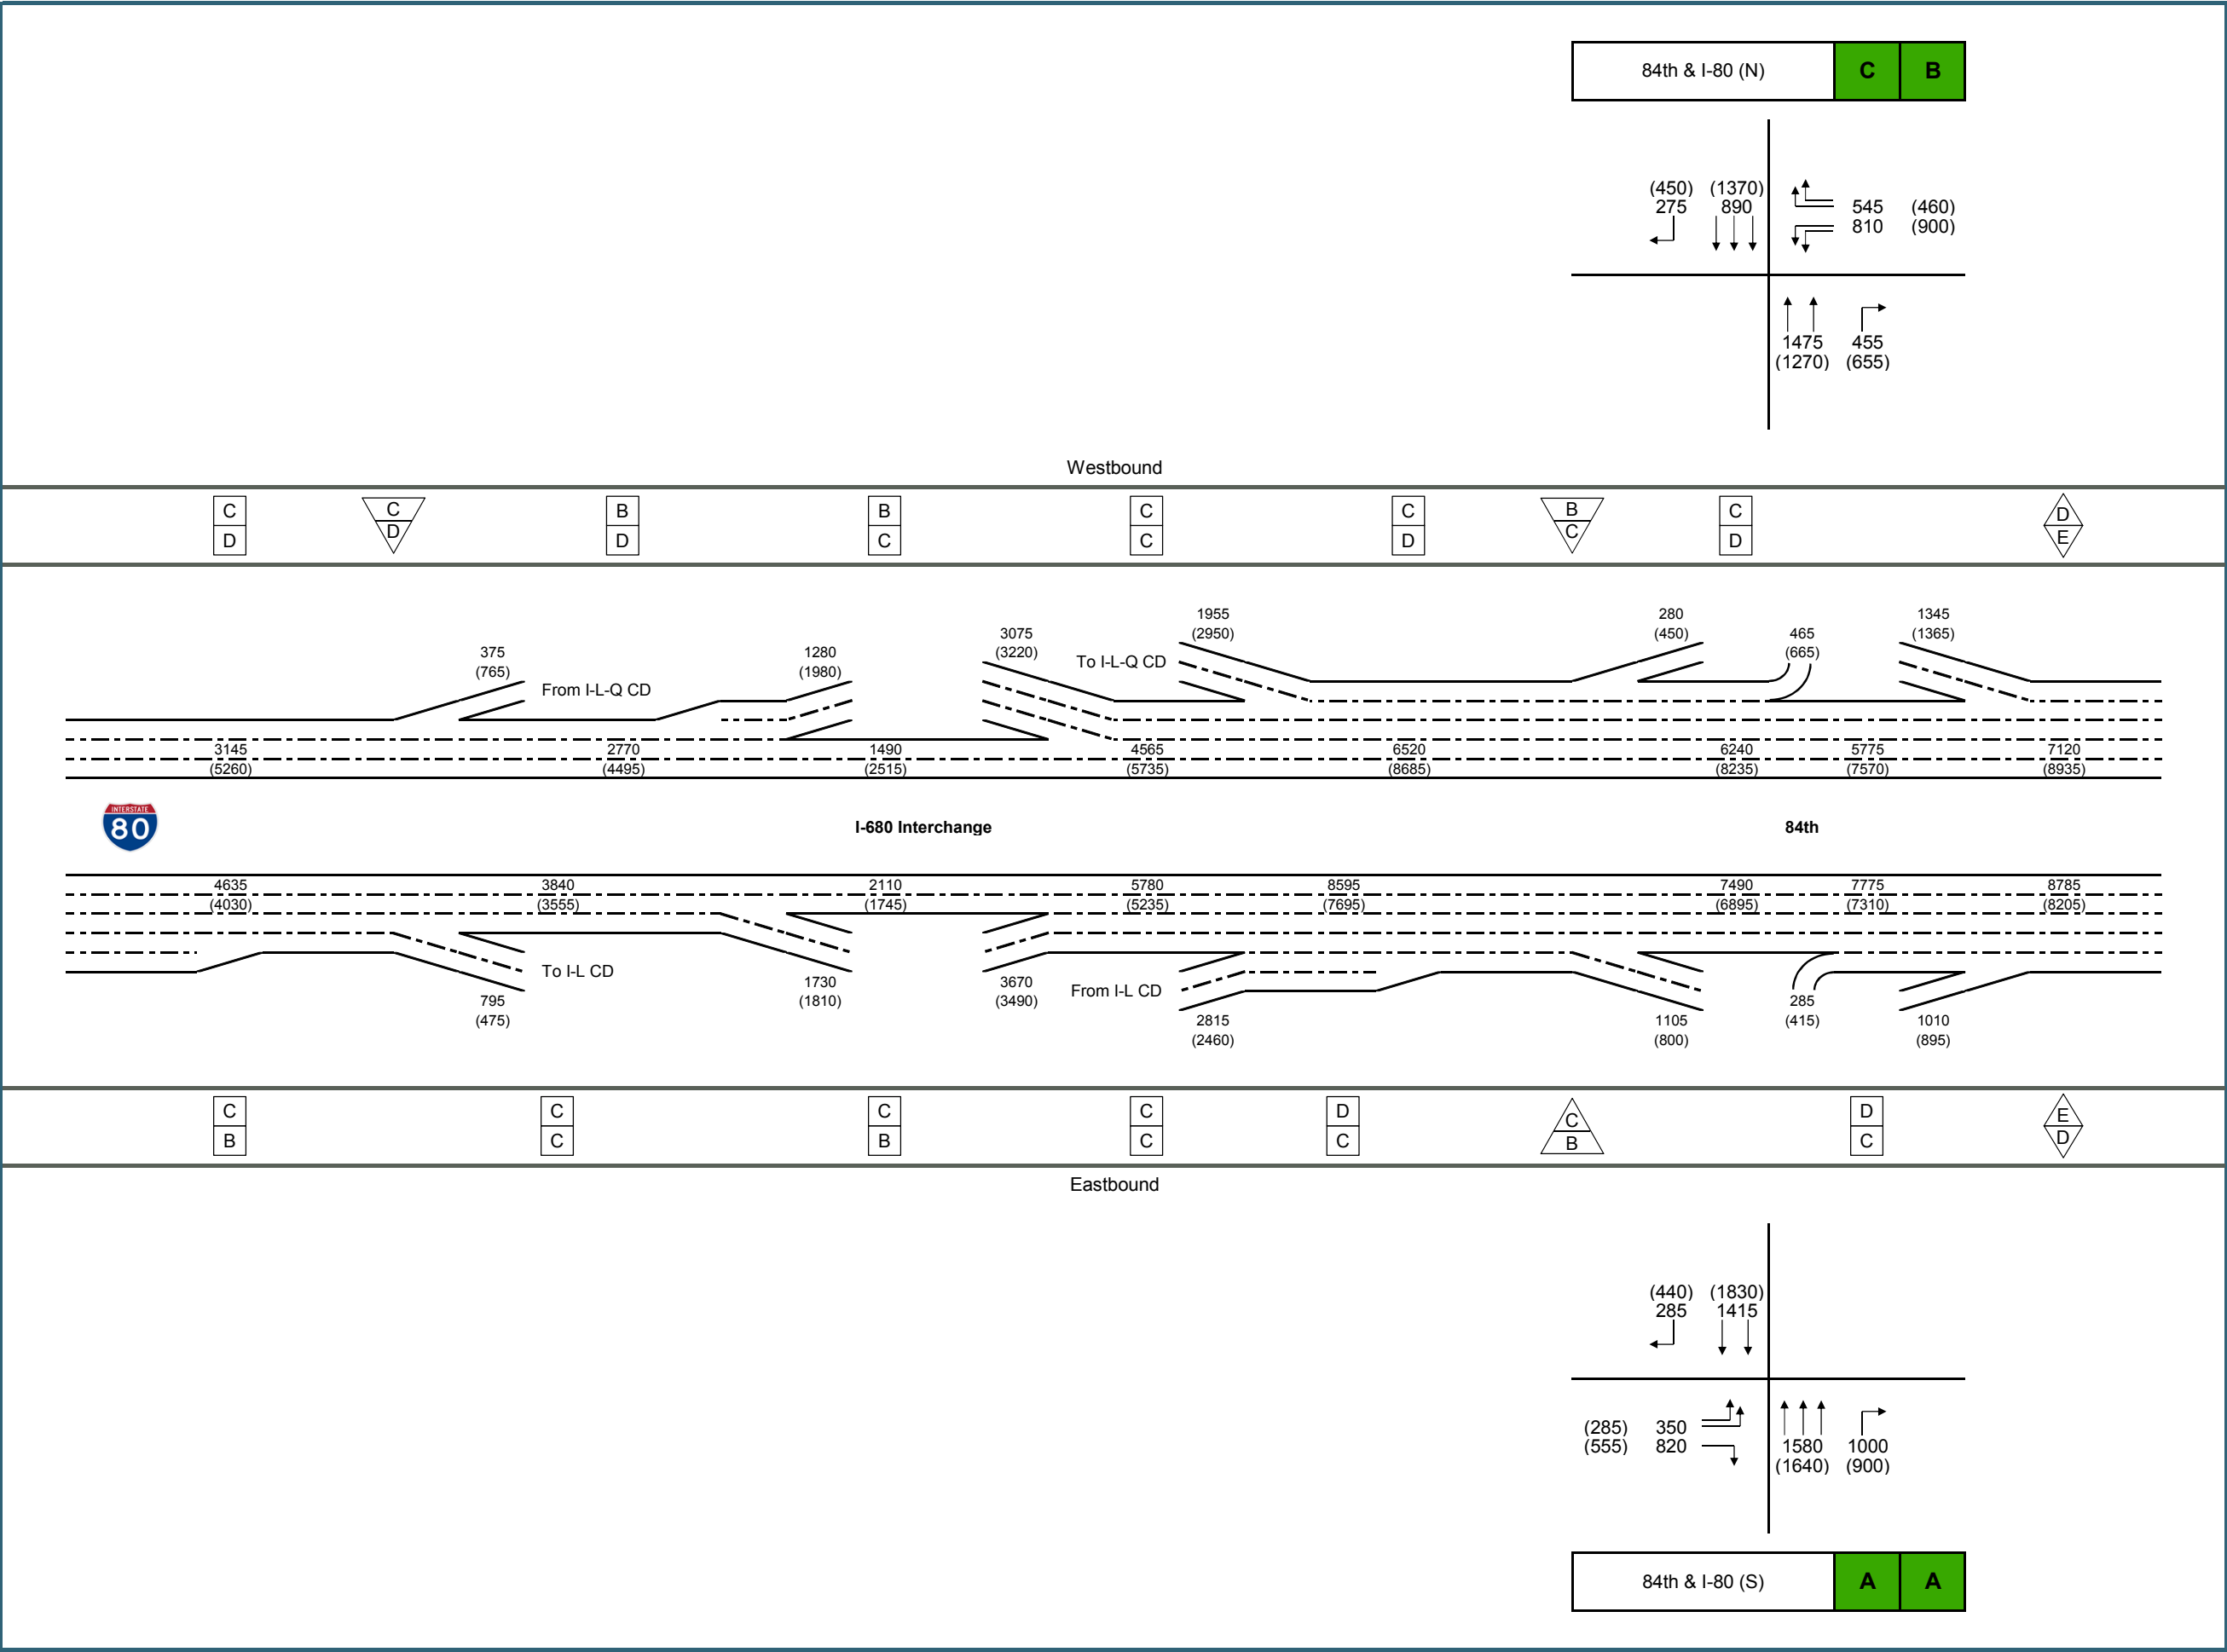 84th & I-80 (N) C B
(450) (1370)
275 890
545 (460)
810 (900)
1475 455
(1270) (655)
Westbound
C C B B C C B C D
D D D C C D C D E
1955 280 1345
(2950) (450) (1365)
375 1280 3075 465
(765) (1980) (3220) (665)
To I-L-Q CD
From I-L-Q CD
3145 2770 1490 4565 6520 6240 5775 7120
(5260) (4495) (2515) (5735) (8685) (8235) (7570) (8935)
INTERSTATE
80
I-680 Interchange 84th
4635 3840 2110 5780 8595 7490 7775 8785
(4030) (3555) (1745) (5235) (7695) (6895) (7310) (8205)
To I-L CD
From I-L CD
795 1730 3670 285
(475) (1810) (3490) (415)
2815 1105 1010
(2460) (800) (895)
C C C C D C D E
B C B C C B C D
Eastbound
(440) (1830)
285 1415
(285) 350
(555) 820
1580 1000
(1640) (900)
84th & I-80 (S) A A